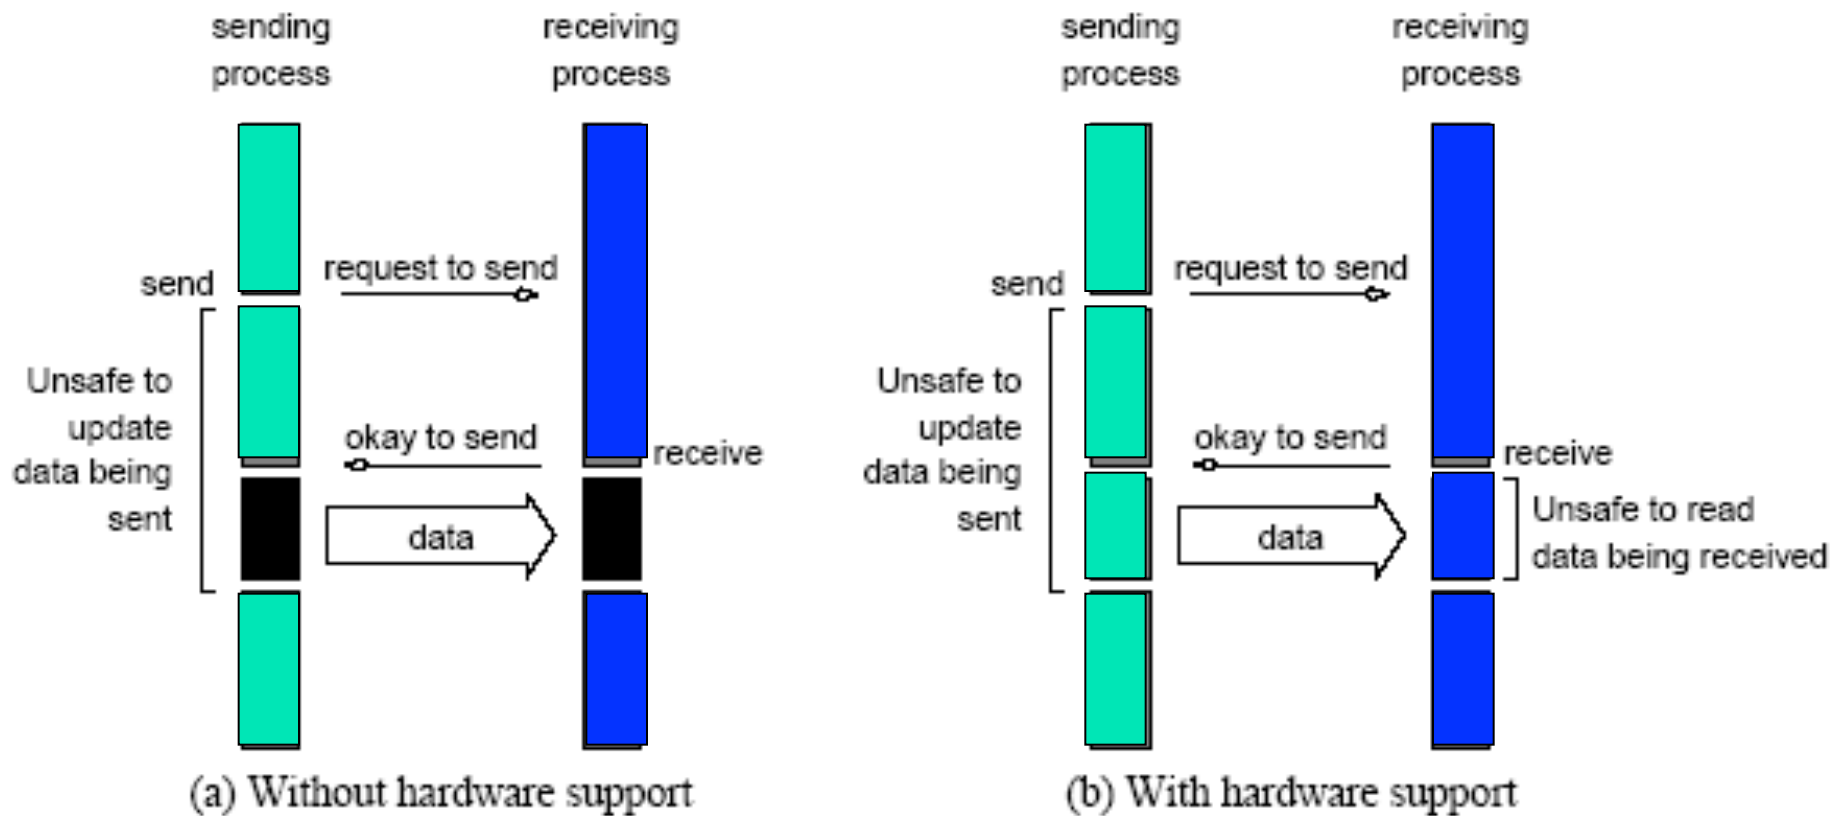 sending
process
receiving
process
send
request to send
Unsafe to
update
data being
sent
okay to send
receive
data
(a) Without hardware support
sending
process
receiving
process
send
request to send
Unsafe to
update
data being
sent
okay to send
receive
data
Unsafe to read
data being received
(b) With hardware support